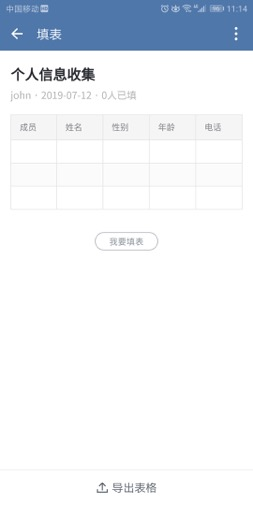 中国移动 HD 11:14
填表
个人信息收集
john · 2019-07-12 · 0人已填
成员 姓名 性别 年龄 电话
我要填表
导出表格